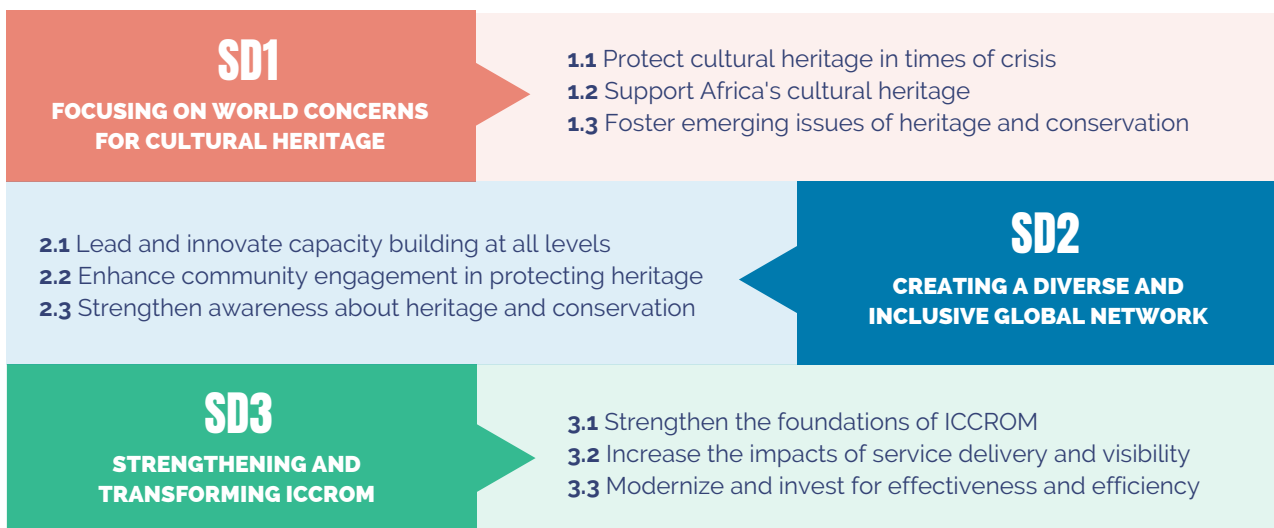 SD1
FOCUSING ON WORLD CONCERNS
FOR CULTURAL HERITAGE
1.1 Protect cultural heritage in times of crisis
1.2 Support Africa's cultural heritage
1.3 Foster emerging issues of heritage and conservation
SD2
CREATING A DIVERSE AND
INCLUSIVE GLOBAL NETWORK
2.1 Lead and innovate capacity building at all levels
2.2 Enhance community engagement in protecting heritage
2.3 Strengthen awareness about heritage and conservation
SD3
STRENGTHENING AND
TRANSFORMING ICCROM
3.1 Strengthen the foundations of ICCROM
3.2 Increase the impacts of service delivery and visibility
3.3 Modernize and invest for effectiveness and efficiency